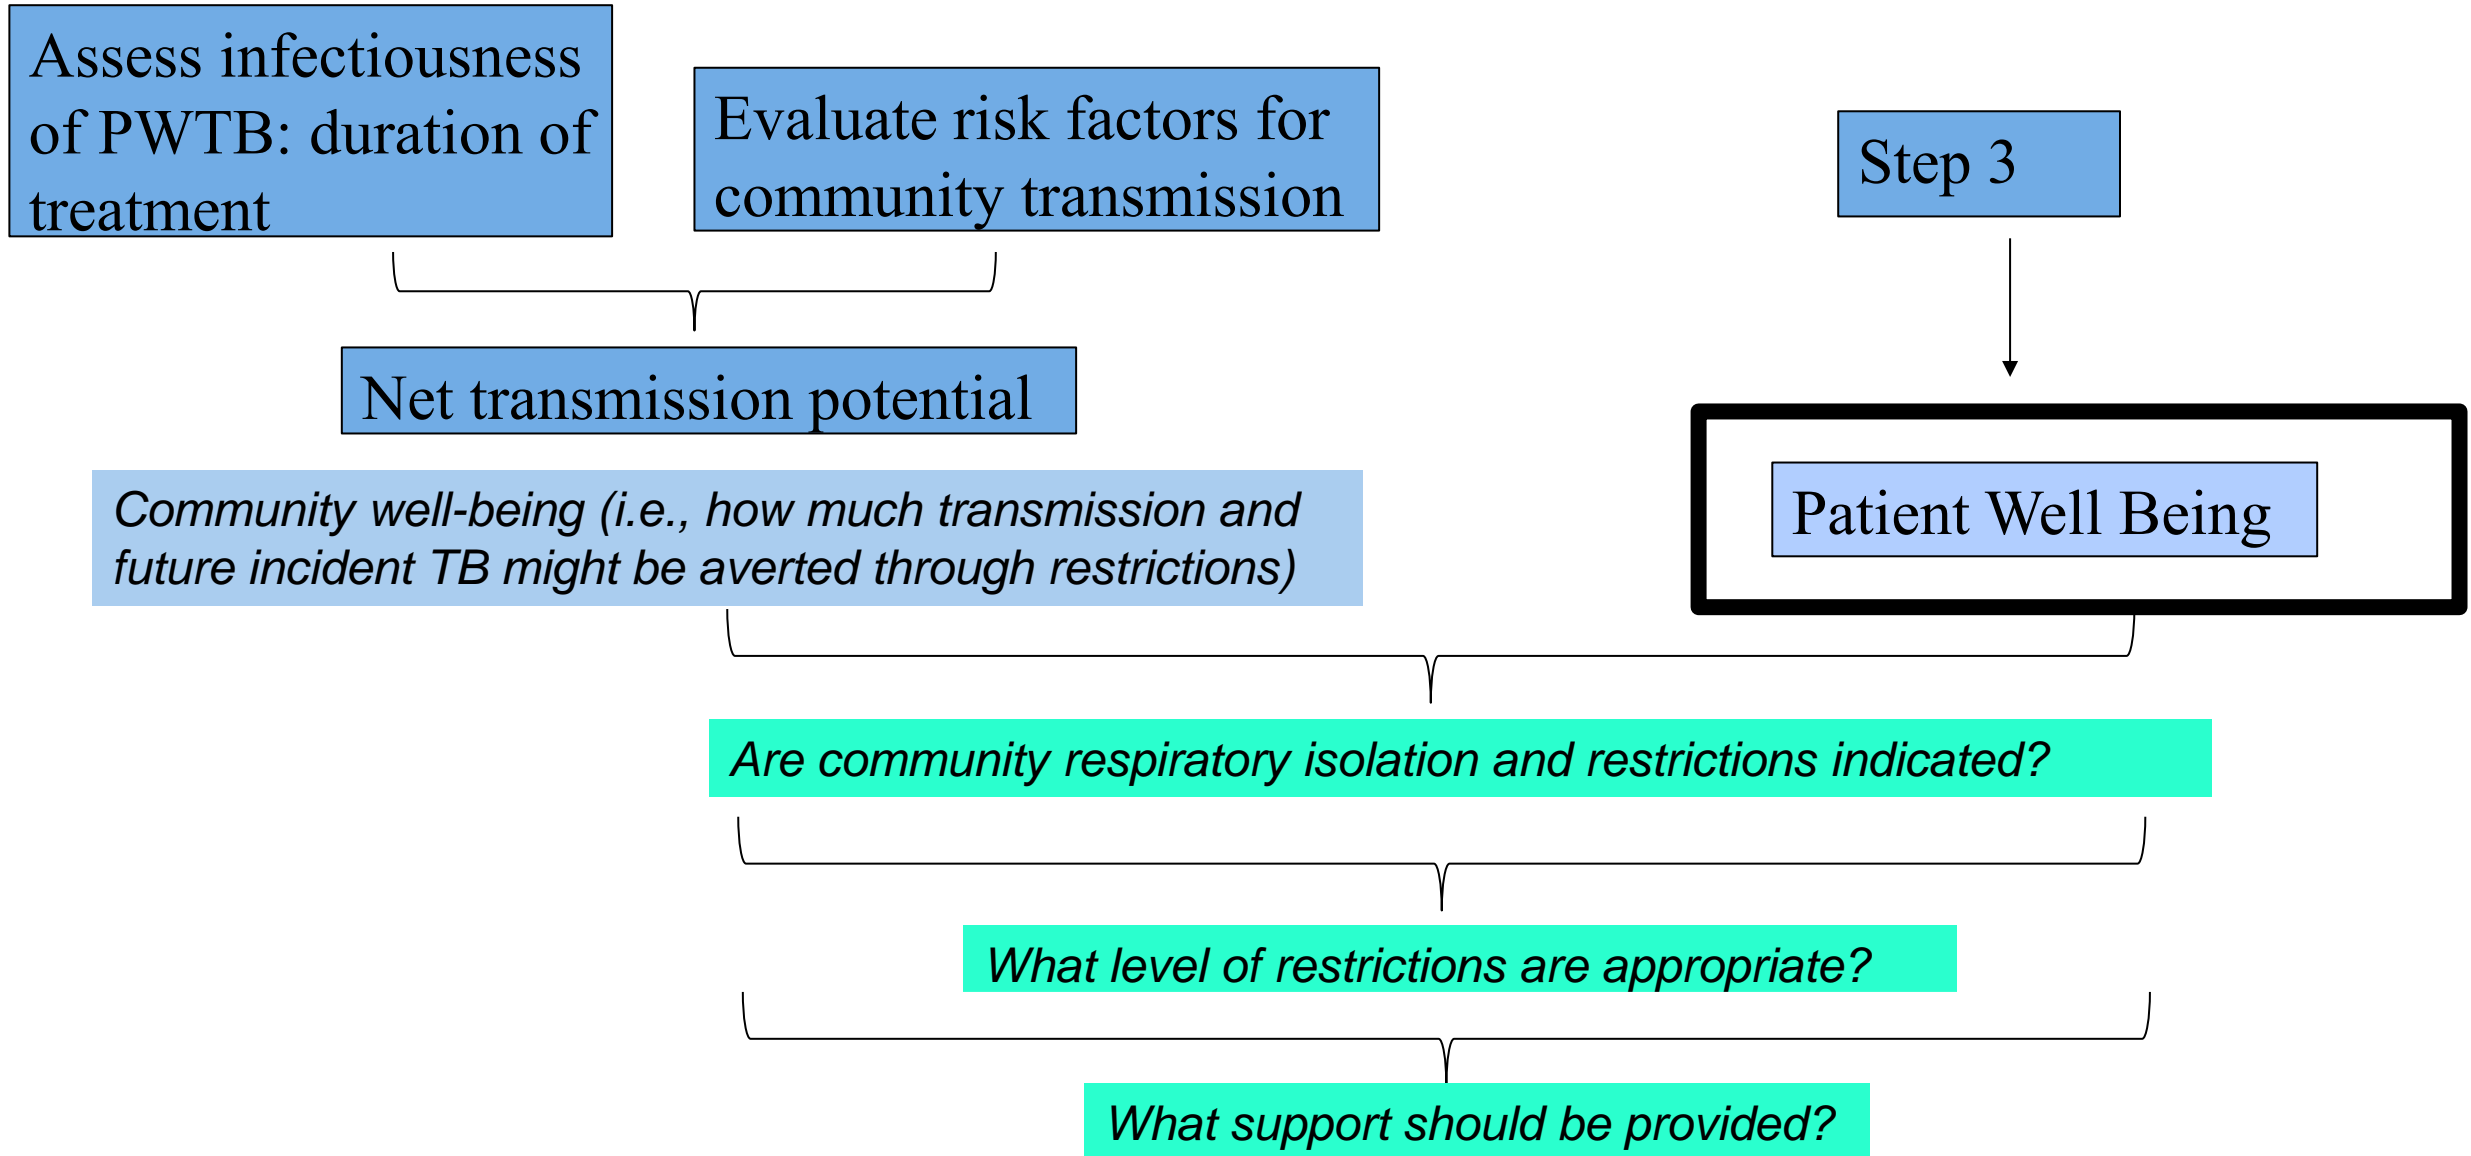 Assess infectiousness
of PWTB: duration of
treatment
Evaluate risk factors for
community transmission
Step 3
Net transmission potential
Community well-being (i.e., how much transmission and
future incident TB might be averted through restrictions)
Patient Well Being
Are community respiratory isolation and restrictions indicated?
What level of restrictions are appropriate?
What support should be provided?